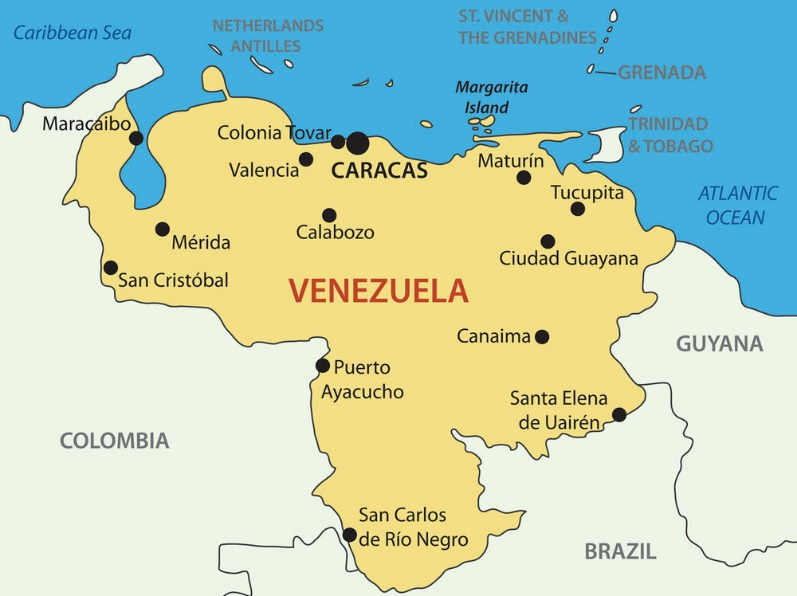 Caribbean Sea
NETHERLANDS
ANTILLES
ST. VINCENT &
THE GRENADINES
GRENADA
Margarita
Island
TRINIDAD
& TOBAGO
Maracaibo
Colonia Tovar
Valencia
CARACAS
Maturín
Tucupita
ATLANTIC
OCEAN
Mérida
Calabozo
Ciudad Guayana
San Cristóbal
VENEZUELA
Canaima
GUYANA
Puerto
Ayacucho
Santa Elena
de Uairén
COLOMBIA
San Carlos
de Río Negro
BRAZIL